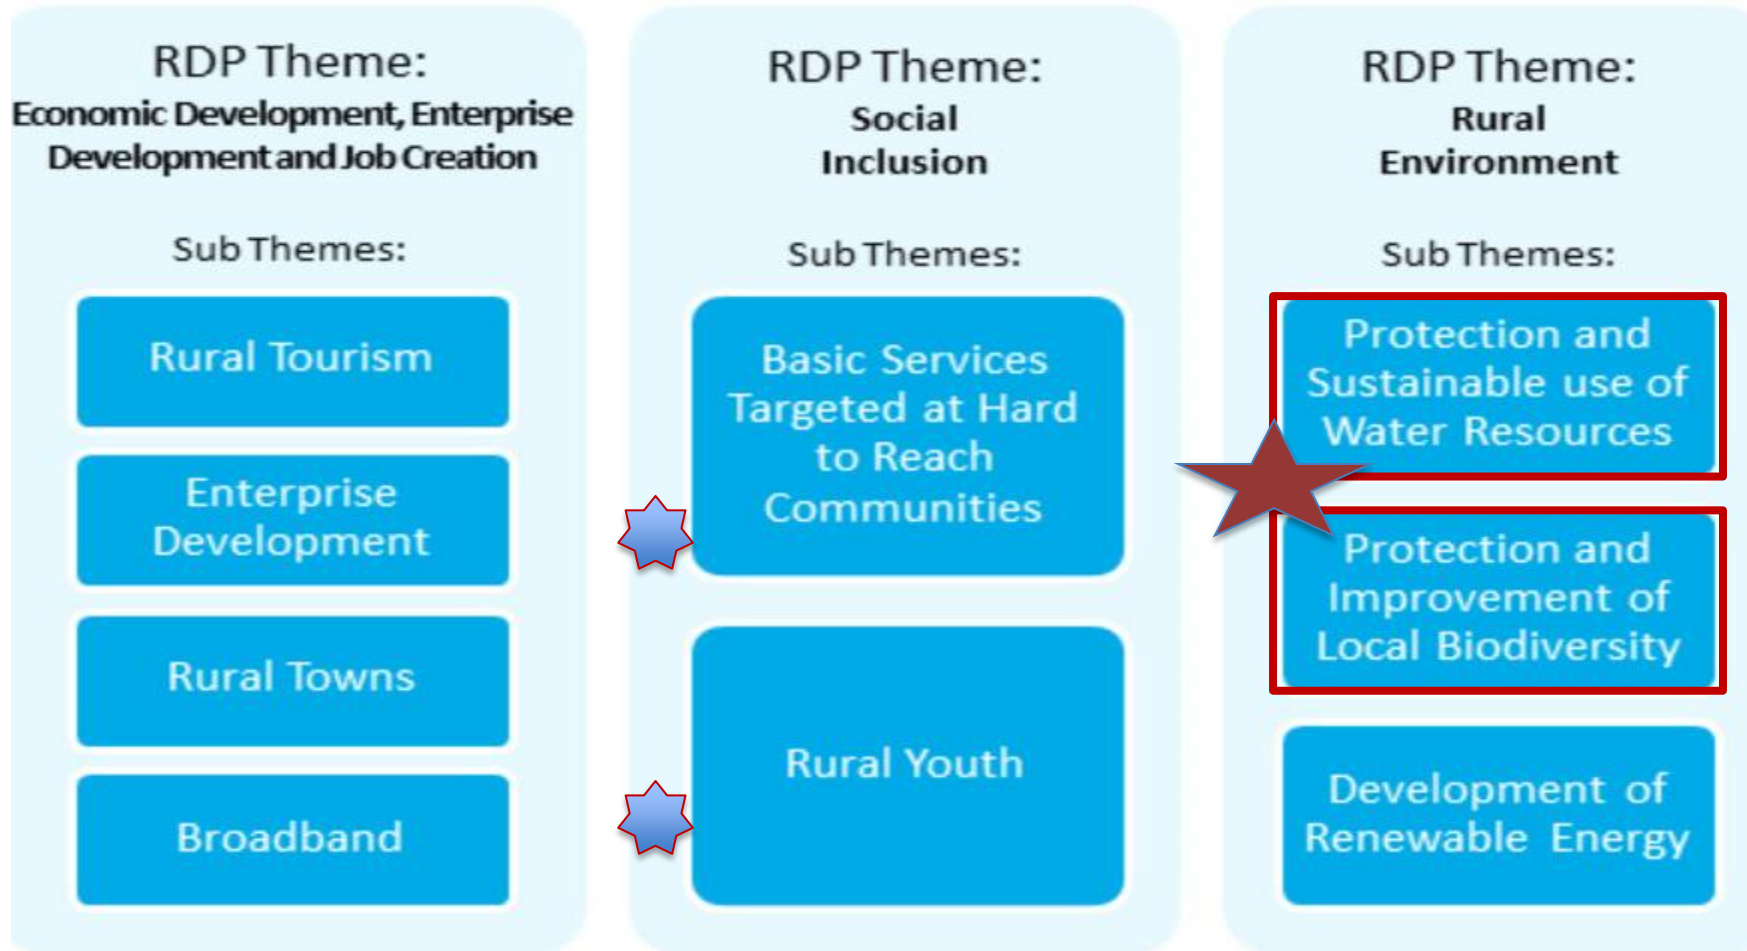 RDP Theme:
Economic Development, Enterprise
Development and Job Creation
Sub Themes:
Rural Tourism
Enterprise
Development
Rural Towns
Broadband
RDP Theme:
Social
Inclusion
Sub Themes:
Basic Services
Targeted at Hard
to Reach
Communities
Rural Youth
RDP Theme:
Rural
Environment
Sub Themes:
Protection and
Sustainable use of
Water Resources
Protection and
Improvement of
Local Biodiversity
Development of
Renewable Energy